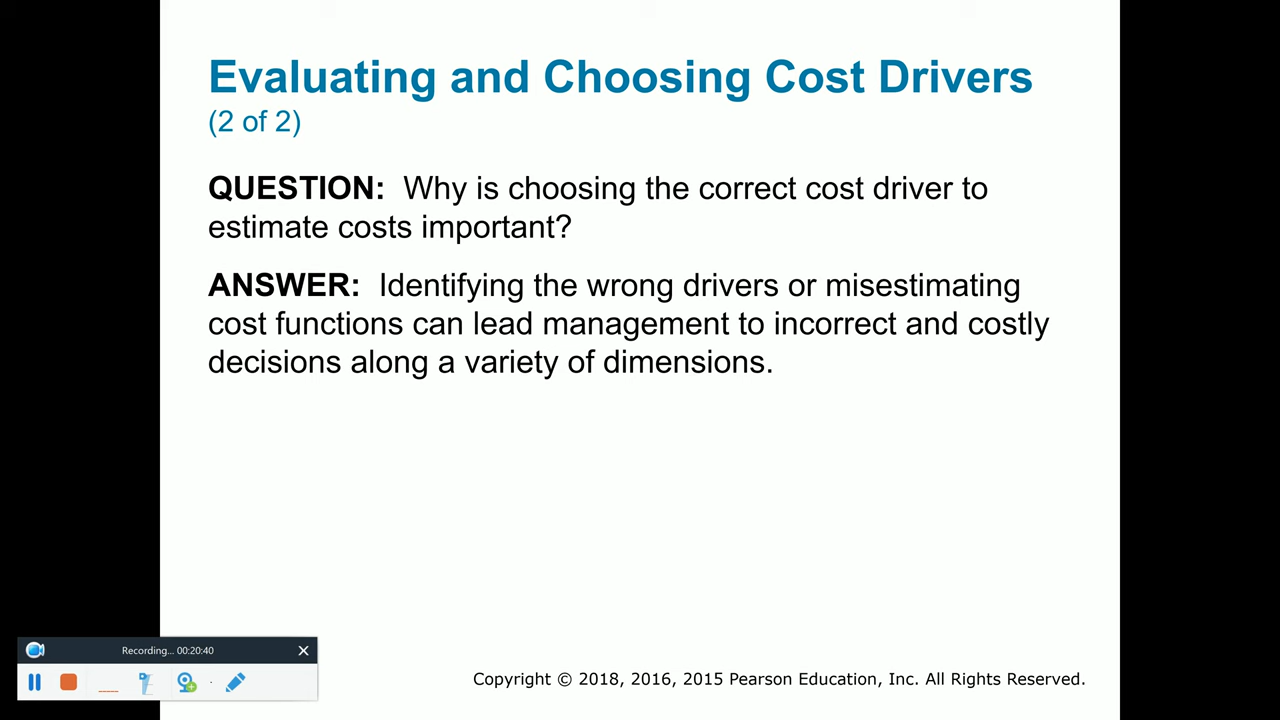 Evaluating and Choosing Cost Drivers
(2 of 2)
QUESTION: Why is choosing the correct cost driver to
estimate costs important?
ANSWER: Identifying the wrong drivers or misestimating
cost functions can lead management to incorrect and costly
decisions along a variety of dimensions.
Recording... 00:20:40
Copyright © 2018, 2016, 2015 Pearson Education, Inc. All Rights Reserved.